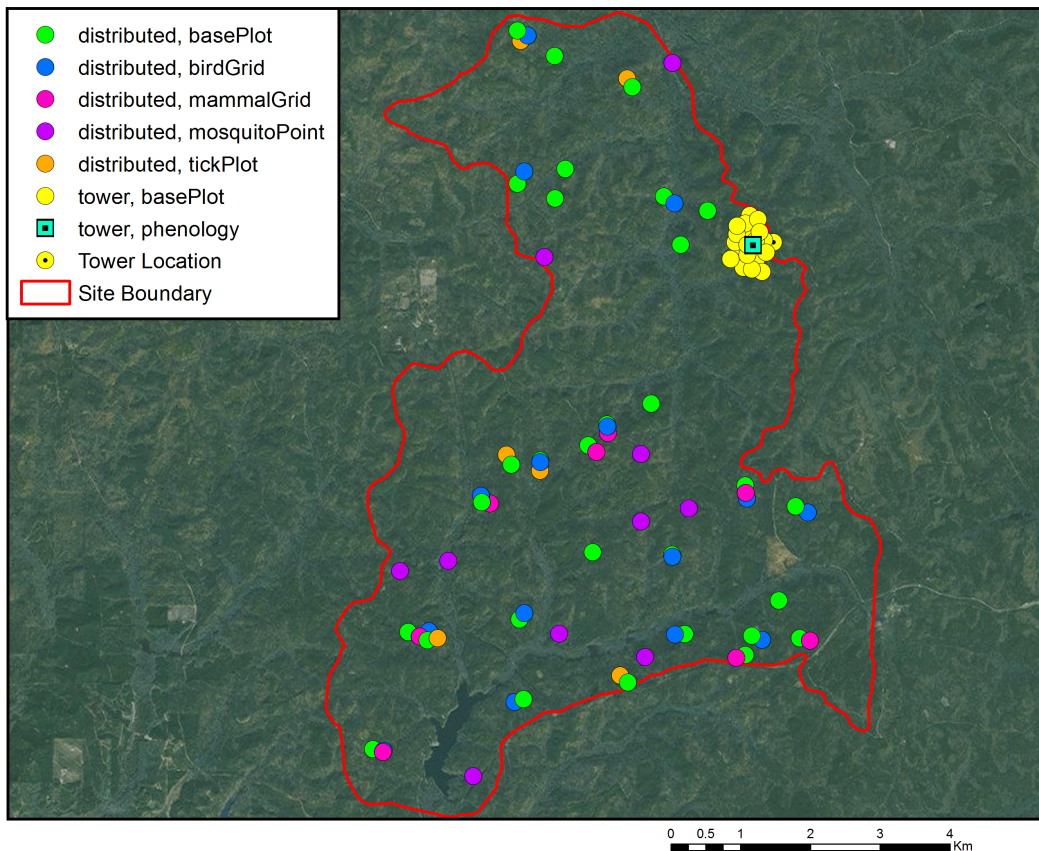 distributed, basePlot
distributed, birdGrid
distributed, mammalGrid
distributed, mosquitoPoint
distributed, tickPlot
tower, basePlot
tower, phenology
Tower Location
Site Boundary
0 0.5 1 2 3 4
Km